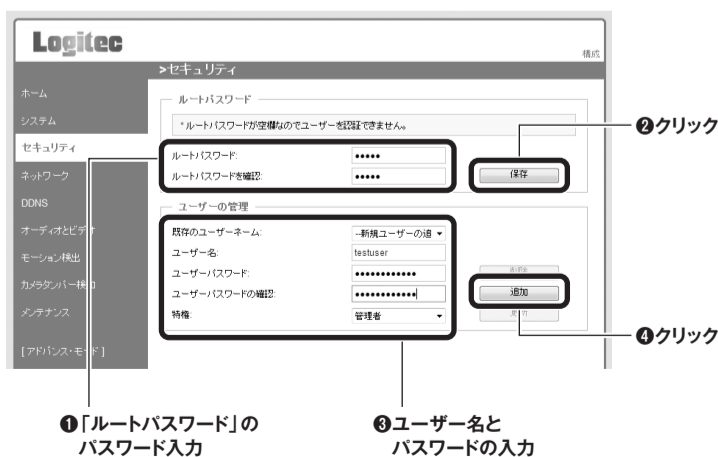 Logitec
構成
>セキュリティ
ホーム
システム
セキュリティ
ネットワーク
DDNS
オーディオとビデオ
モーション検出
カメラタンパー検知
メンテナンス
[アドバンス・モード]
ルートパスワード
*ルートパスワードが空欄なのでユーザーを認証できません。
ルートパスワード: •••••
ルートパスワードを確認: •••••
保存
❷クリック
ユーザーの管理
既存のユーザーネーム: --新規ユーザーの追
ユーザー名: testuser
ユーザーパスワード: ••••••••••••
ユーザーパスワードの確認: ••••••••••••
特権: 管理者
追加
❹クリック
❶「ルートパスワード」の
パスワード入力
❸ユーザー名と
パスワードの入力